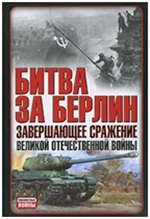 БИТВА
ЗА БЕРЛИН
ЗАВЕРШАЮЩЕЕ СРАЖЕНИЕ
ВЕЛИКОЙ ОТЕЧЕСТВЕННОЙ ВОЙНЫ